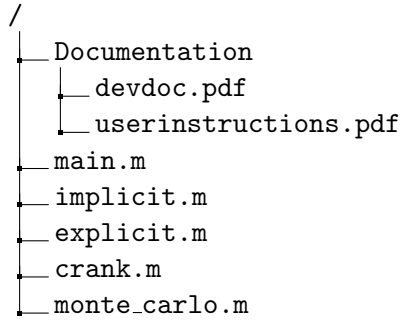 /
Documentation
devdoc.pdf
userinstructions.pdf
main.m
implicit.m
explicit.m
crank.m
monte_carlo.m